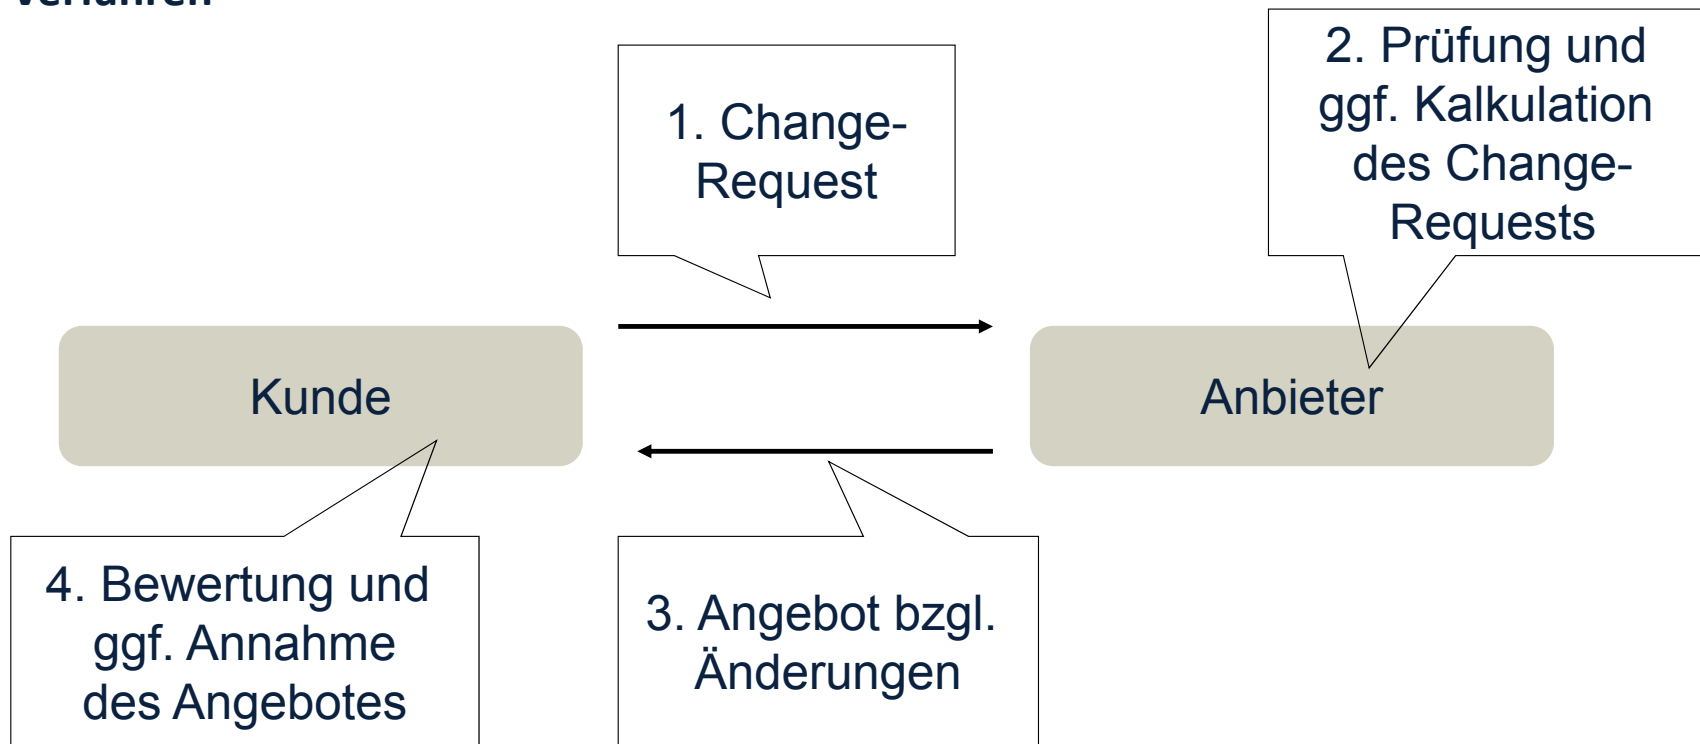 1. Change-
Request
2. Prüfung und
ggf. Kalkulation
des Change-
Requests
Kunde
Anbieter
4. Bewertung und
ggf. Annahme
des Angebotes
3. Angebot bzgl.
Änderungen